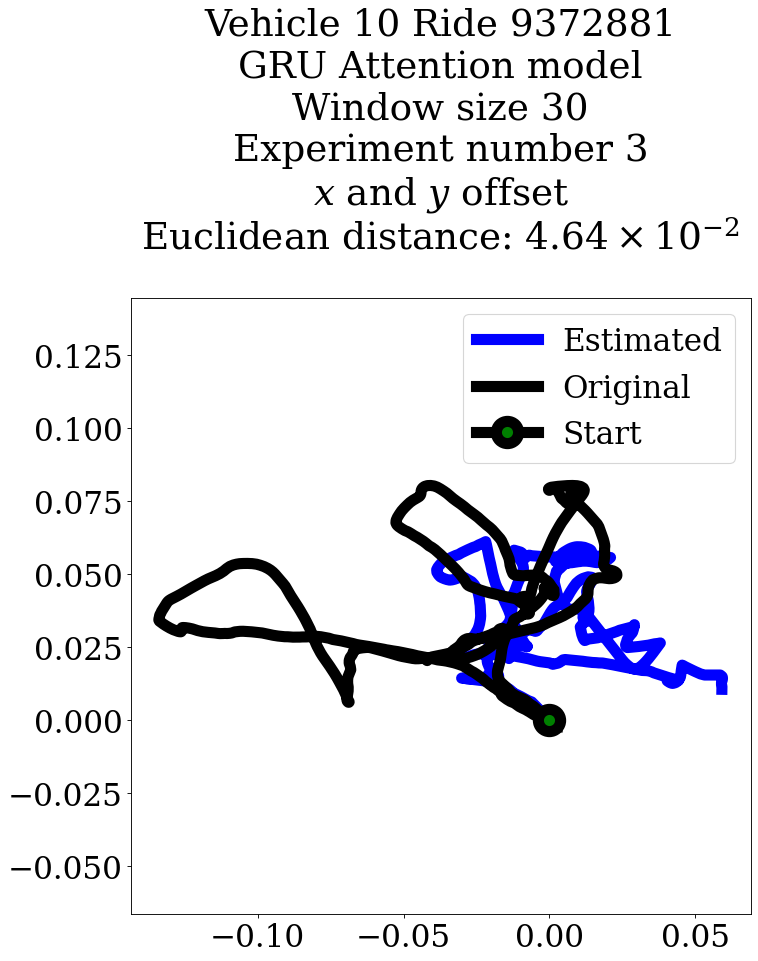 Vehicle 10 Ride 9372881
GRU Attention model
Window size 30
Experiment number 3
x and y offset
Euclidean distance: 4.64 × 10⁻²
Estimated
Original
Start
0.125
0.100
0.075
0.050
0.025
0.000
−0.025
−0.050
−0.10 −0.05 0.00 0.05